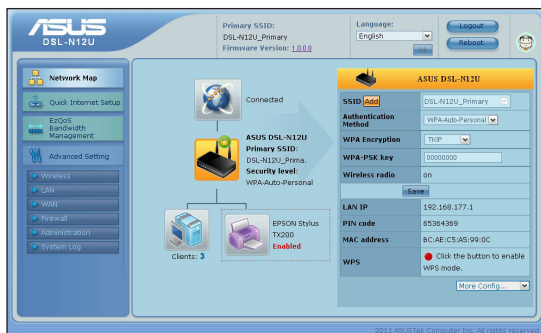 ASUS
DSL-N12U
Primary SSID:
DSL-N12U_Primary
Firmware Version: 1.0.0.8
Language:
English
Ok
Logout
Reboot
Network Map
Quick Internet Setup
EzQoS
Bandwidth
Management
Advanced Setting
Wireless
LAN
WAN
Firewall
Administration
System Log
Connected
ASUS DSL-N12U
Primary SSID:
DSL-N12U_Prima.
Security level:
WPA-Auto-Personal
Clients: 3
EPSON Stylus
TX200
Enabled
ASUS DSL-N12U
SSID Add DSL-N12U_Primary
Authentication Method WPA-Auto-Personal
WPA Encryption TKIP
WPA-PSK key 00000000
Wireless radio on
Save
LAN IP 192.168.177.1
PIN code 65364369
MAC address BC:AE:C5:A5:99:0C
WPS Click the button to enable WPS mode.
More Config...
2011 ASUSTek Computer Inc. All rights reserved